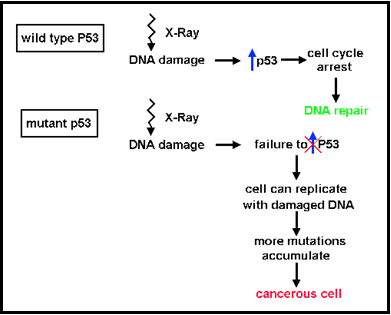 wild type P53
X-Ray
DNA damage
p53
cell cycle
arrest
DNA repair
mutant p53
X-Ray
DNA damage
failure to P53
cell can replicate
with damaged DNA
more mutations
accumulate
cancerous cell